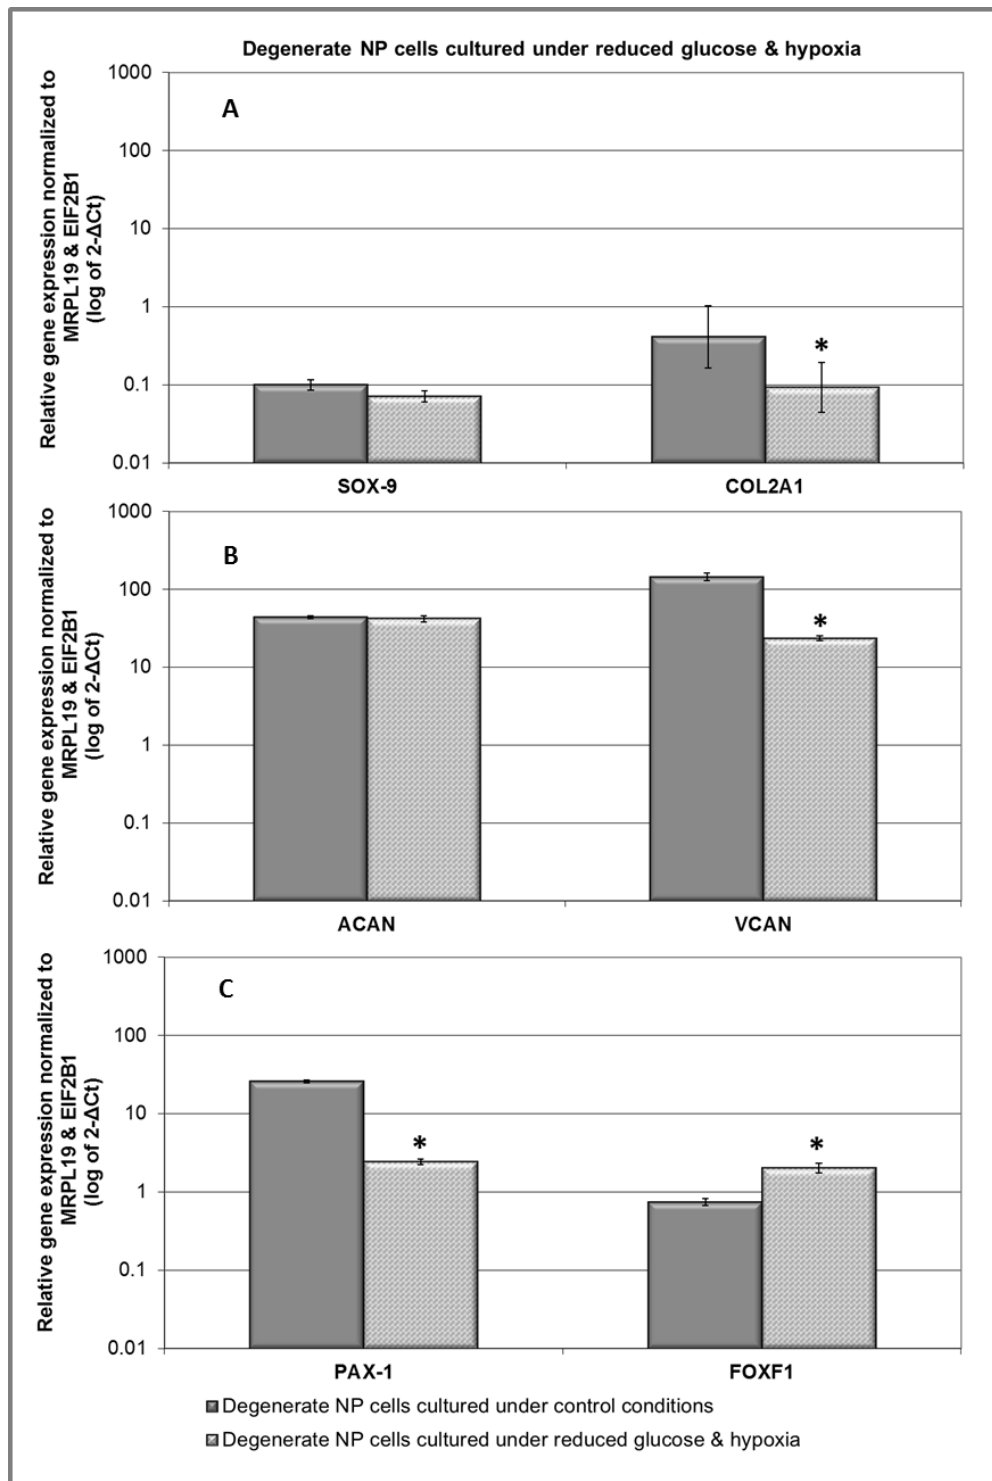 Degenerate NP cells cultured under reduced glucose & hypoxia
Relative gene expression normalized to
MRPL19 & EIF2B1
(log of 2-ΔCt)
1000
100
10
1
0.1
0.01
A
*
SOX-9
COL2A1
Relative gene expression normalized to
MRPL19 & EIF2B1
(log of 2-ΔCt)
1000
100
10
1
0.1
0.01
B
*
ACAN
VCAN
Relative gene expression normalized to
MRPL19 & EIF2B1
(log of 2-ΔCt)
1000
100
10
1
0.1
0.01
C
*
*
PAX-1
FOXF1
Degenerate NP cells cultured under control conditions
Degenerate NP cells cultured under reduced glucose & hypoxia